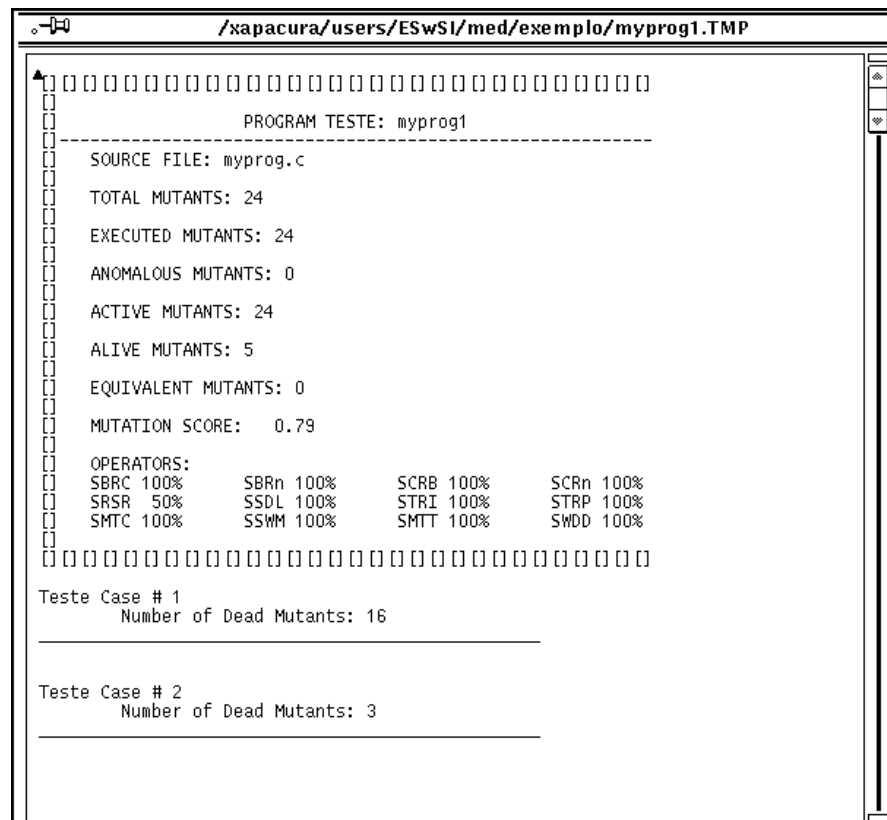 /xapacura/users/ESwSI/med/exemplo/myprog1.TMP
[] [] [] [] [] [] [] [] [] [] [] [] [] [] [] [] [] [] [] [] [] [] [] [] [] [] [] [] [] []
[]
[] PROGRAM TESTE: myprog1
[]----------------------------------------------------------
[] SOURCE FILE: myprog.c
[]
[] TOTAL MUTANTS: 24
[]
[] EXECUTED MUTANTS: 24
[]
[] ANOMALOUS MUTANTS: 0
[]
[] ACTIVE MUTANTS: 24
[]
[] ALIVE MUTANTS: 5
[]
[] EQUIVALENT MUTANTS: 0
[]
[] MUTATION SCORE: 0.79
[]
[] OPERATORS:
[] SBRC 100% SBRn 100% SCRB 100% SCRn 100%
[] SRSR 50% SSDL 100% STRI 100% STRP 100%
[] SMTC 100% SSWM 100% SMTT 100% SWDD 100%
[]
[] [] [] [] [] [] [] [] [] [] [] [] [] [] [] [] [] [] [] [] [] [] [] [] [] [] [] [] [] []
Teste Case # 1
Number of Dead Mutants: 16
Teste Case # 2
Number of Dead Mutants: 3